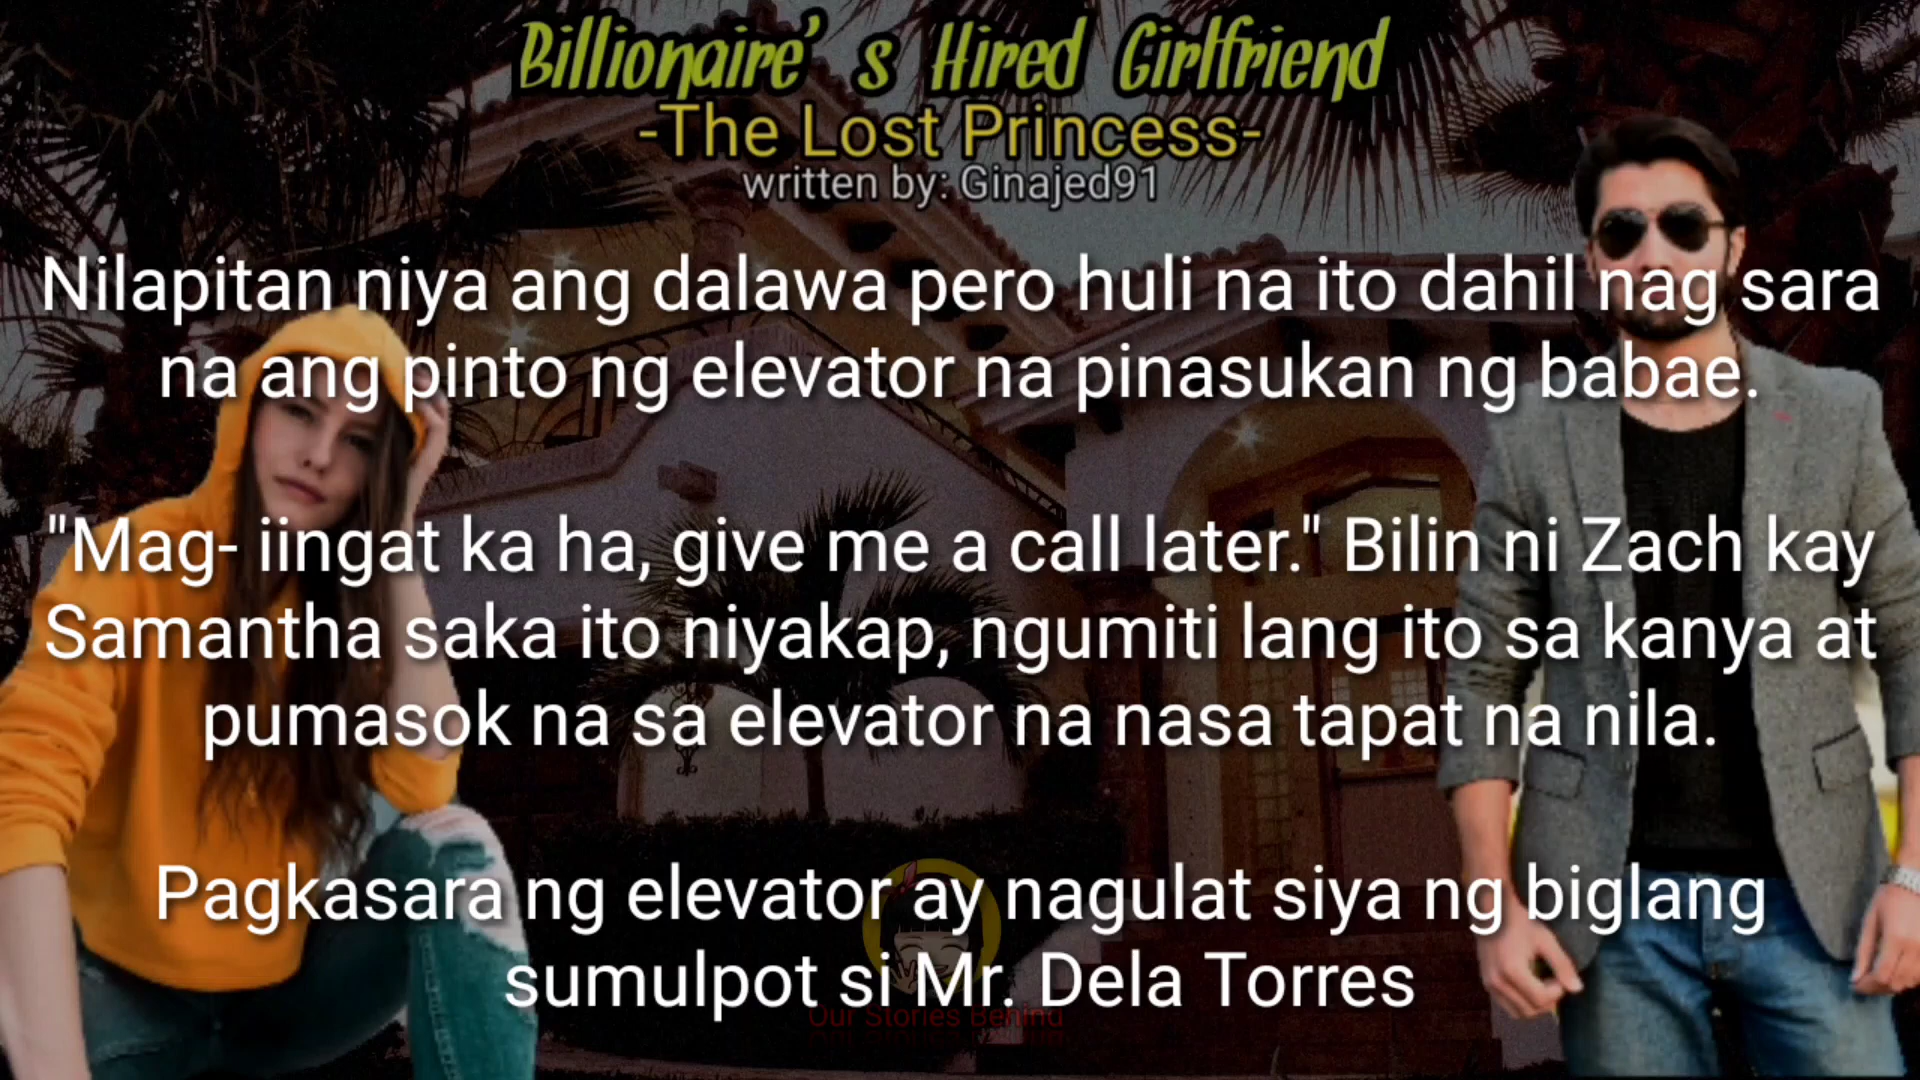 Billionaire's Hired Girlfriend
-The Lost Princess-
written by: Ginajed91
Nilapitan niya ang dalawa pero huli na ito dahil nag sara
na ang pinto ng elevator na pinasukan ng babae.
"Mag- iingat ka ha, give me a call later." Bilin ni Zach kay
Samantha saka ito niyakap, ngumiti lang ito sa kanya at
pumasok na sa elevator na nasa tapat na nila.
Pagkasara ng elevator ay nagulat siya ng biglang
sumulpot si Mr. Dela Torres
Our Stories Behind